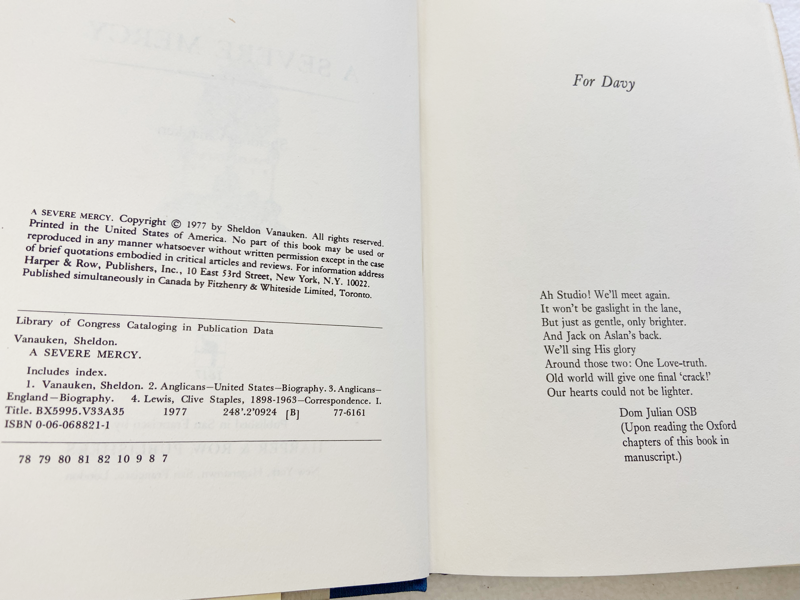 A SEVERE MERCY. Copyright © 1977 by Sheldon Vanauken. All rights reserved.
Printed in the United States of America. No part of this book may be used or
reproduced in any manner whatsoever without written permission except in the case
of brief quotations embodied in critical articles and reviews. For information address
Harper & Row, Publishers, Inc., 10 East 53rd Street, New York, N.Y. 10022.
Published simultaneously in Canada by Fitzhenry & Whiteside Limited, Toronto.
Library of Congress Cataloging in Publication Data
Vanauken, Sheldon.
A SEVERE MERCY.
Includes index.
1. Vanauken, Sheldon. 2. Anglicans—United States—Biography. 3. Anglicans—
England—Biography. 4. Lewis, Clive Staples, 1898-1963—Correspondence. I.
Title. BX5995.V33A35 1977 248'.2'0924 [B] 77-6161
ISBN 0-06-068821-1
78 79 80 81 82 10 9 8 7
For Davy
Ah Studio! We'll meet again.
It won't be gaslight in the lane,
But just as gentle, only brighter.
And Jack on Aslan's back.
We'll sing His glory
Around those two: One Love-truth.
Old world will give one final 'crack!'
Our hearts could not be lighter.
Dom Julian OSB
(Upon reading the Oxford
chapters of this book in
manuscript.)